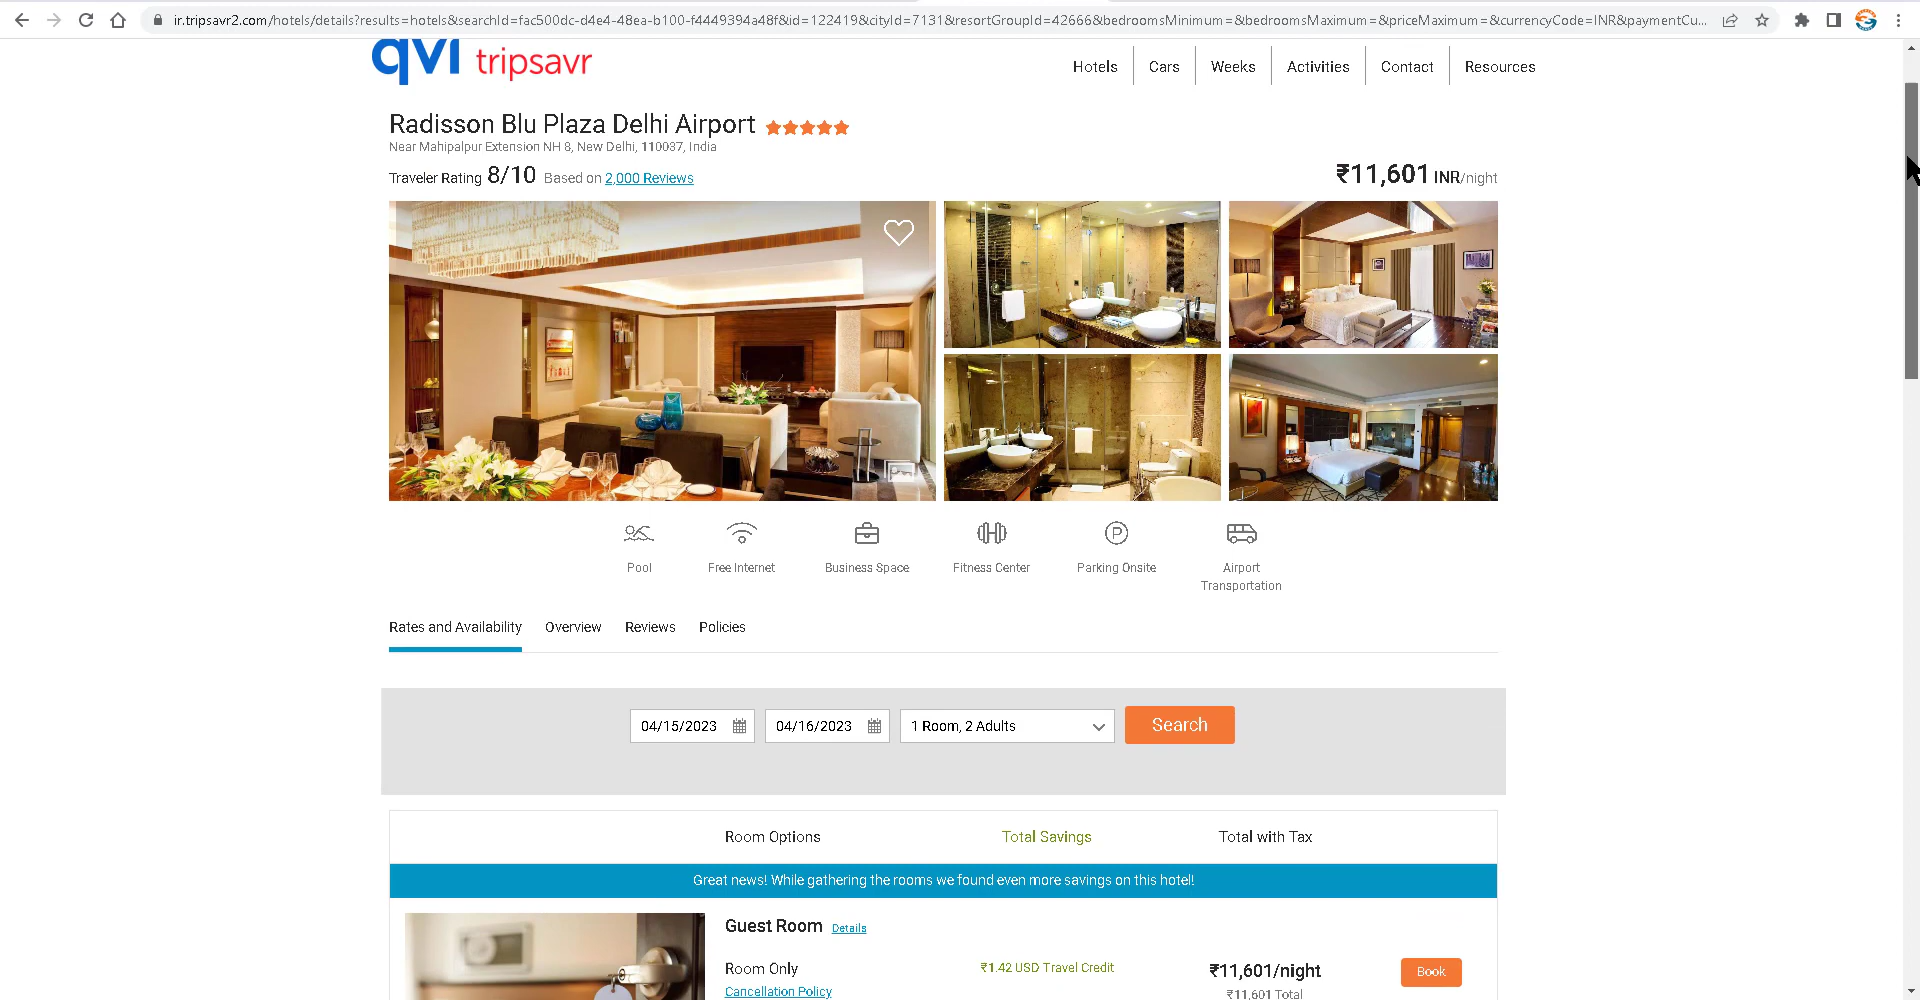 ir.tripsavr2.com/hotels/details?results=hotels&searchId=fac500dc-d4e4-48ea-b100-f4449394a48f&id=122419&cityId=7131&resortGroupId=42666&bedroomsMinimum=&bedroomsMaximum=&priceMaximum=&currencyCode=INR&paymentCu...
qvi tripsavr
Hotels Cars Weeks Activities Contact Resources
Radisson Blu Plaza Delhi Airport
Near Mahipalpur Extension NH 8, New Delhi, 110037, India
Traveler Rating 8/10 Based on 2,000 Reviews
₹11,601 INR/night
Pool Free Internet Business Space Fitness Center Parking Onsite Airport
Transportation
Rates and Availability Overview Reviews Policies
04/15/2023 04/16/2023 1 Room, 2 Adults Search
Room Options Total Savings Total with Tax
Great news! While gathering the rooms we found even more savings on this hotel!
Guest Room Details
Room Only ₹1.42 USD Travel Credit ₹11,601/night Book
Cancellation Policy ₹11,601 Total